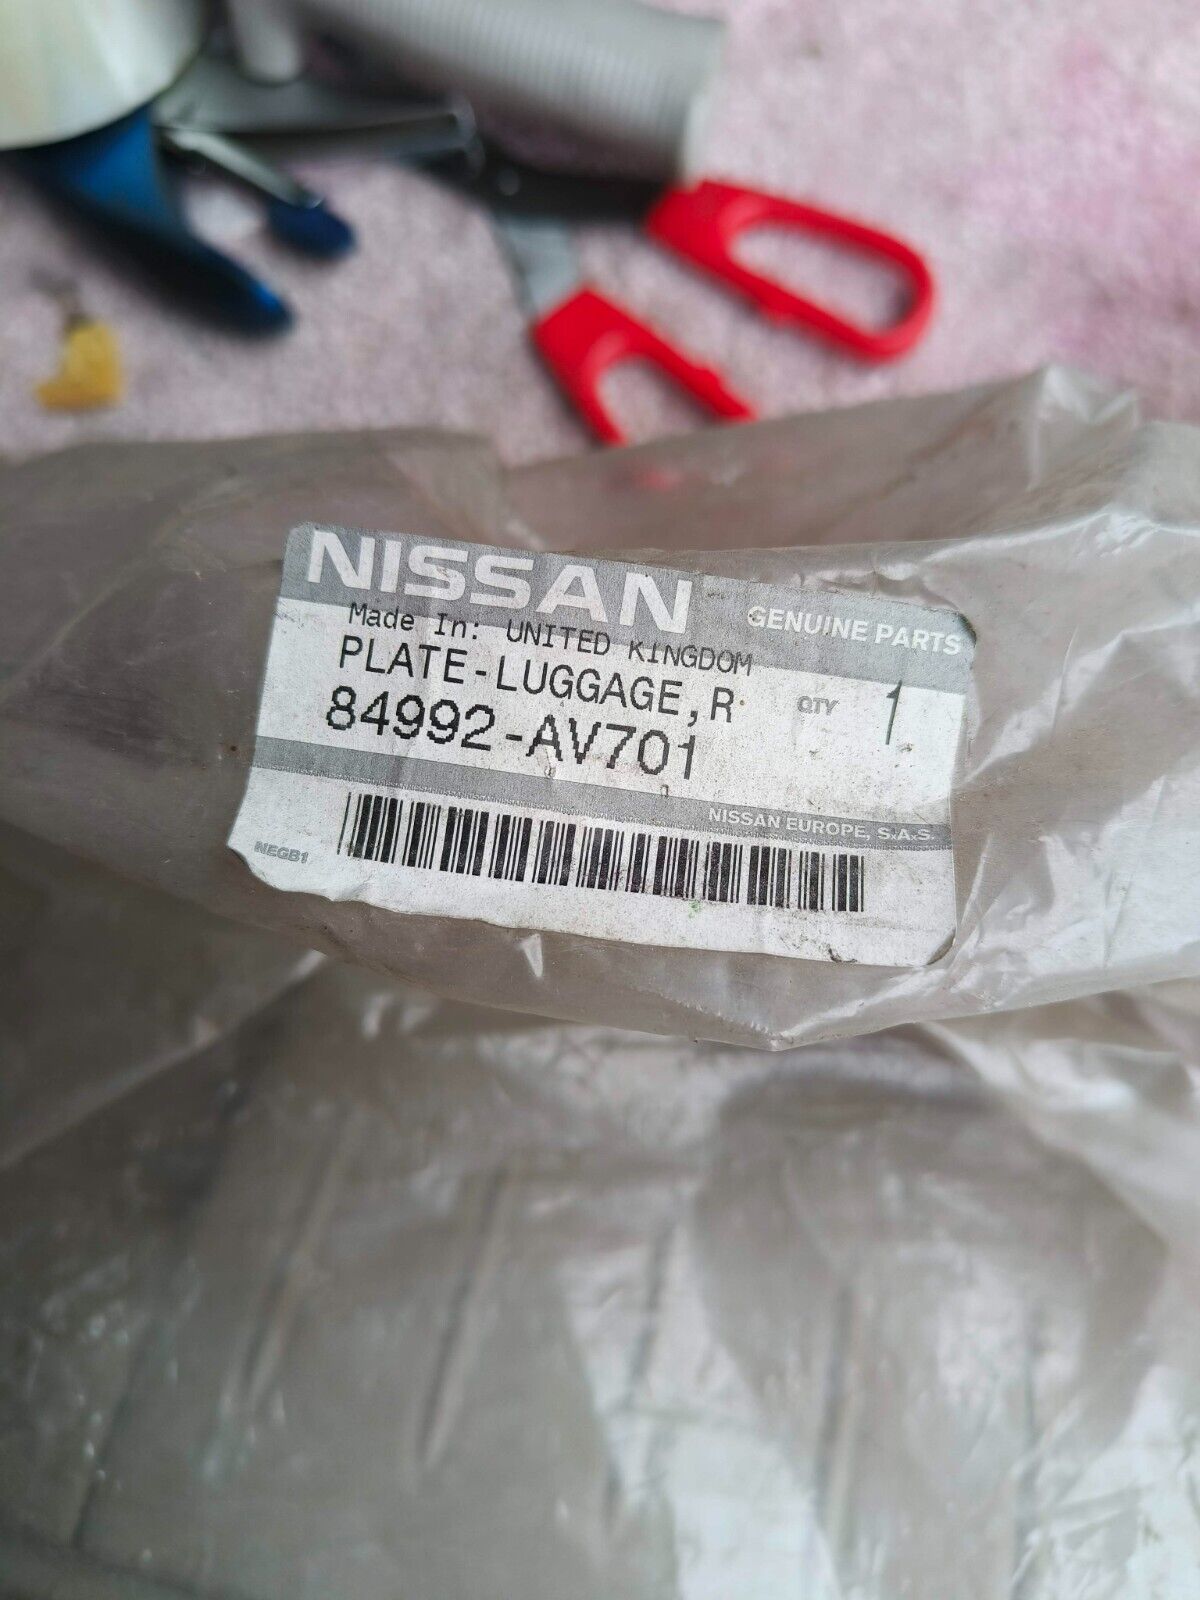 NISSAN GENUINE PARTS
Made In: UNITED KINGDOM
PLATE-LUGGAGE,R QTY 1
84992-AV701
NISSAN EUROPE, S.A.S.
NEGB1